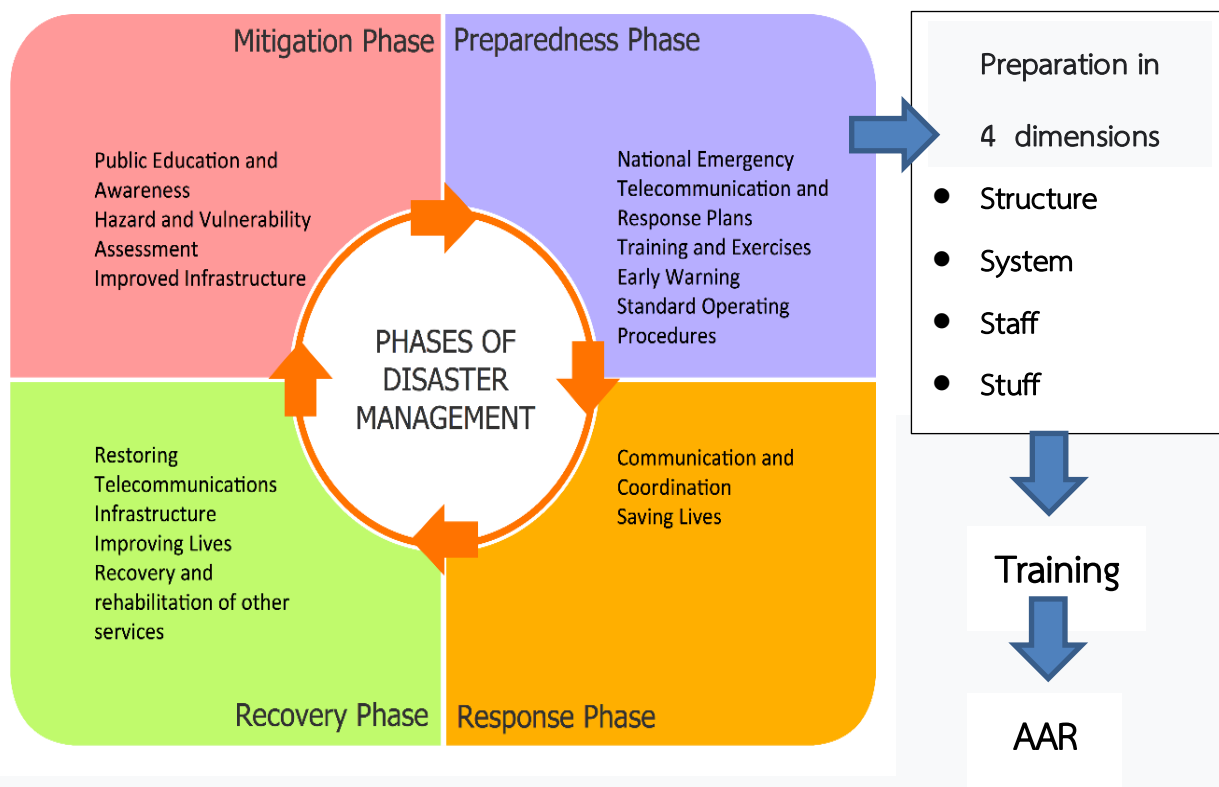 Mitigation Phase
Public Education and
Awareness
Hazard and Vulnerability
Assessment
Improved Infrastructure
Preparedness Phase
National Emergency
Telecommunication and
Response Plans
Training and Exercises
Early Warning
Standard Operating
Procedures
PHASES OF
DISASTER
MANAGEMENT
Restoring
Telecommunications
Infrastructure
Improving Lives
Recovery and
rehabilitation of other
services
Recovery Phase
Communication and
Coordination
Saving Lives
Response Phase
Preparation in
4 dimensions
● Structure
● System
● Staff
● Stuff
Training
AAR